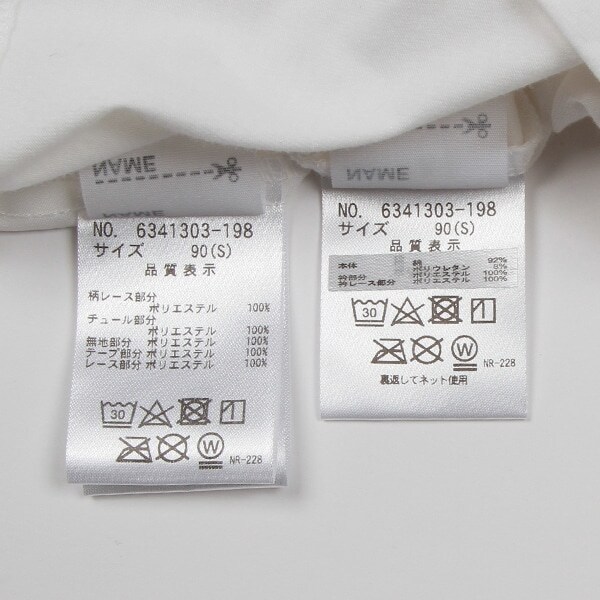 NAME
NAME
NO. 6341303-198
サイズ 90(S)
品質表示
柄レース部分
ポリエステル 100%
チュール部分
ポリエステル 100%
無地部分 ポリエステル 100%
テープ部分 ポリエステル 100%
レース部分 ポリエステル 100%
30
W
NR-228
NAME
NO. 6341303-198
サイズ 90(S)
品質表示
本体 綿 92%
ポリウレタン 8%
衿部分 ポリエステル 100%
衿レース部分 ポリエステル 100%
30
W
NR-228
裏返してネット使用